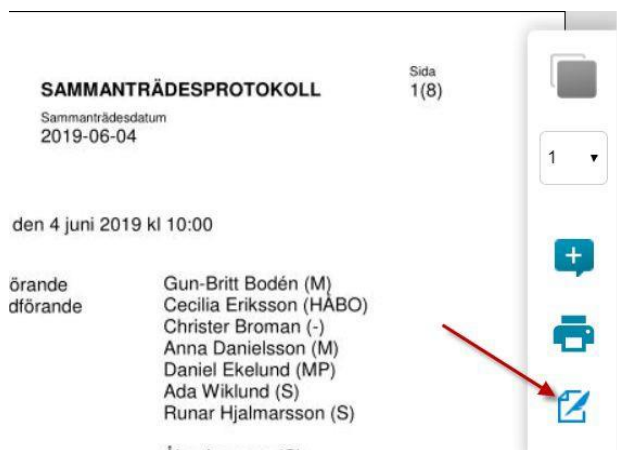 Sida
SAMMANTRÄDESPROTOKOLL 1(8)
Sammanträdesdatum
2019-06-04
1
den 4 juni 2019 kl 10:00
örande Gun-Britt Bodén (M)
dförande Cecilia Eriksson (HÅBO)
Christer Broman (-)
Anna Danielsson (M)
Daniel Ekelund (MP)
Ada Wiklund (S)
Runar Hjalmarsson (S)